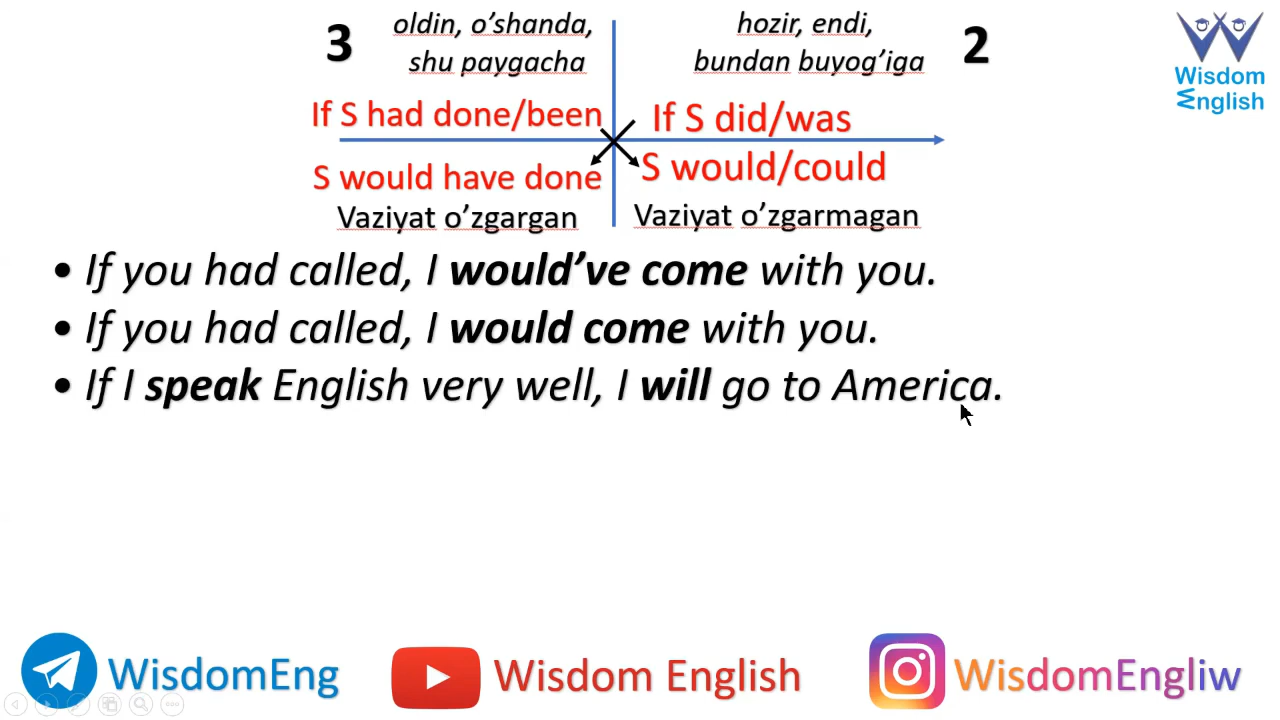 3
oldin, o’shanda,
shu paygacha
hozir, endi,
bundan buyog’iga
2
Wisdom
English
If S had done/been
If S did/was
S would have done
S would/could
Vaziyat o’zgargan
Vaziyat o’zgarmagan
• If you had called, I would’ve come with you.
• If you had called, I would come with you.
• If I speak English very well, I will go to America.
WisdomEng
Wisdom English
WisdomEngliw